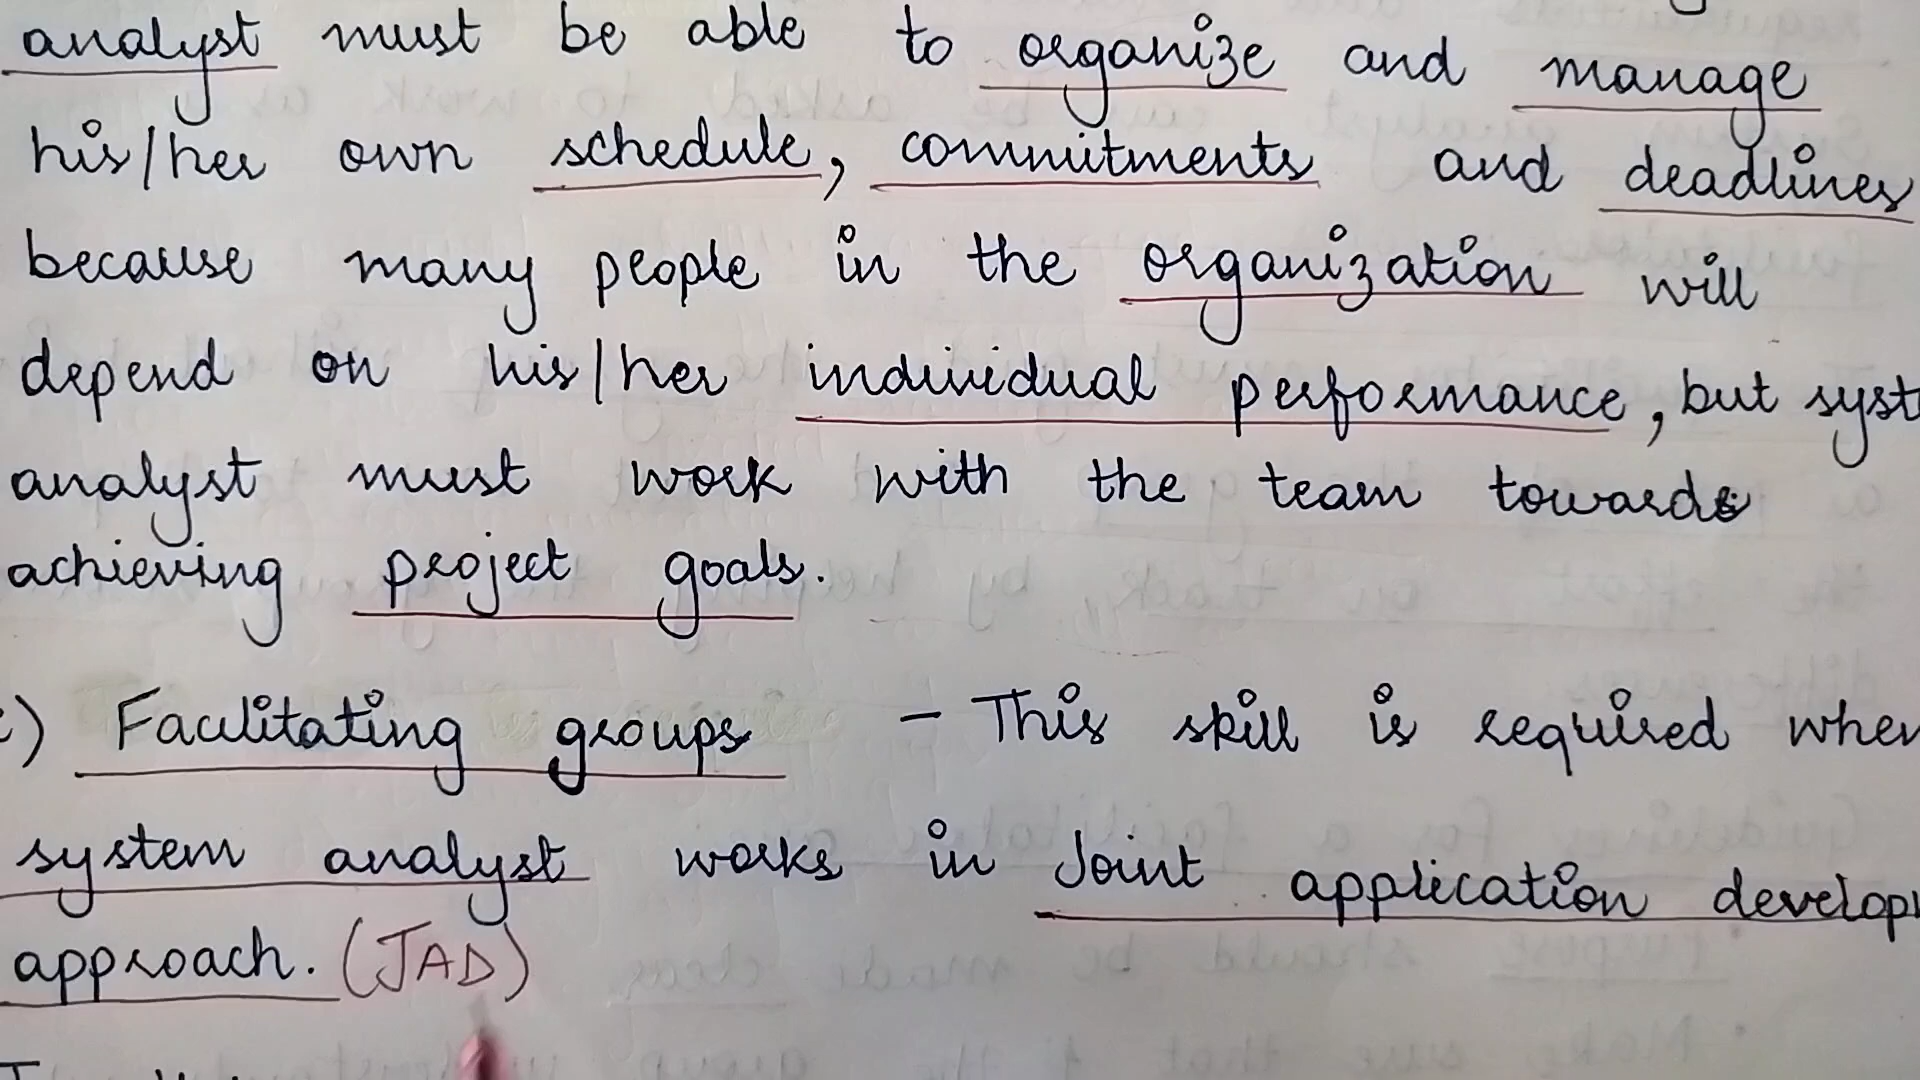 analyst must be able to organize and manage
his/her own schedule, commitments and deadlines
because many people in the organization will
depend on his/her individual performance, but syst
analyst must work with the team towards
achieving project goals.
c) Facilitating groups - This skill is required when
system analyst works in Joint application develop
approach. (JAD)